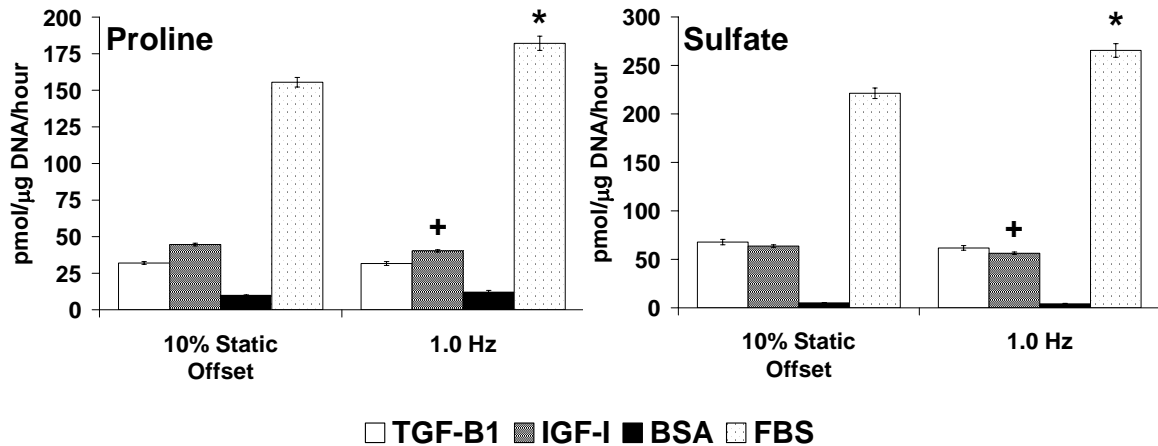 Proline
pmol/μg DNA/hour
200
175
150
125
100
75
50
25
0
*
+
10% Static
Offset
1.0 Hz
Sulfate
pmol/μg DNA/hour
300
250
200
150
100
50
0
*
+
10% Static
Offset
1.0 Hz
TGF-B1 IGF-I BSA FBS